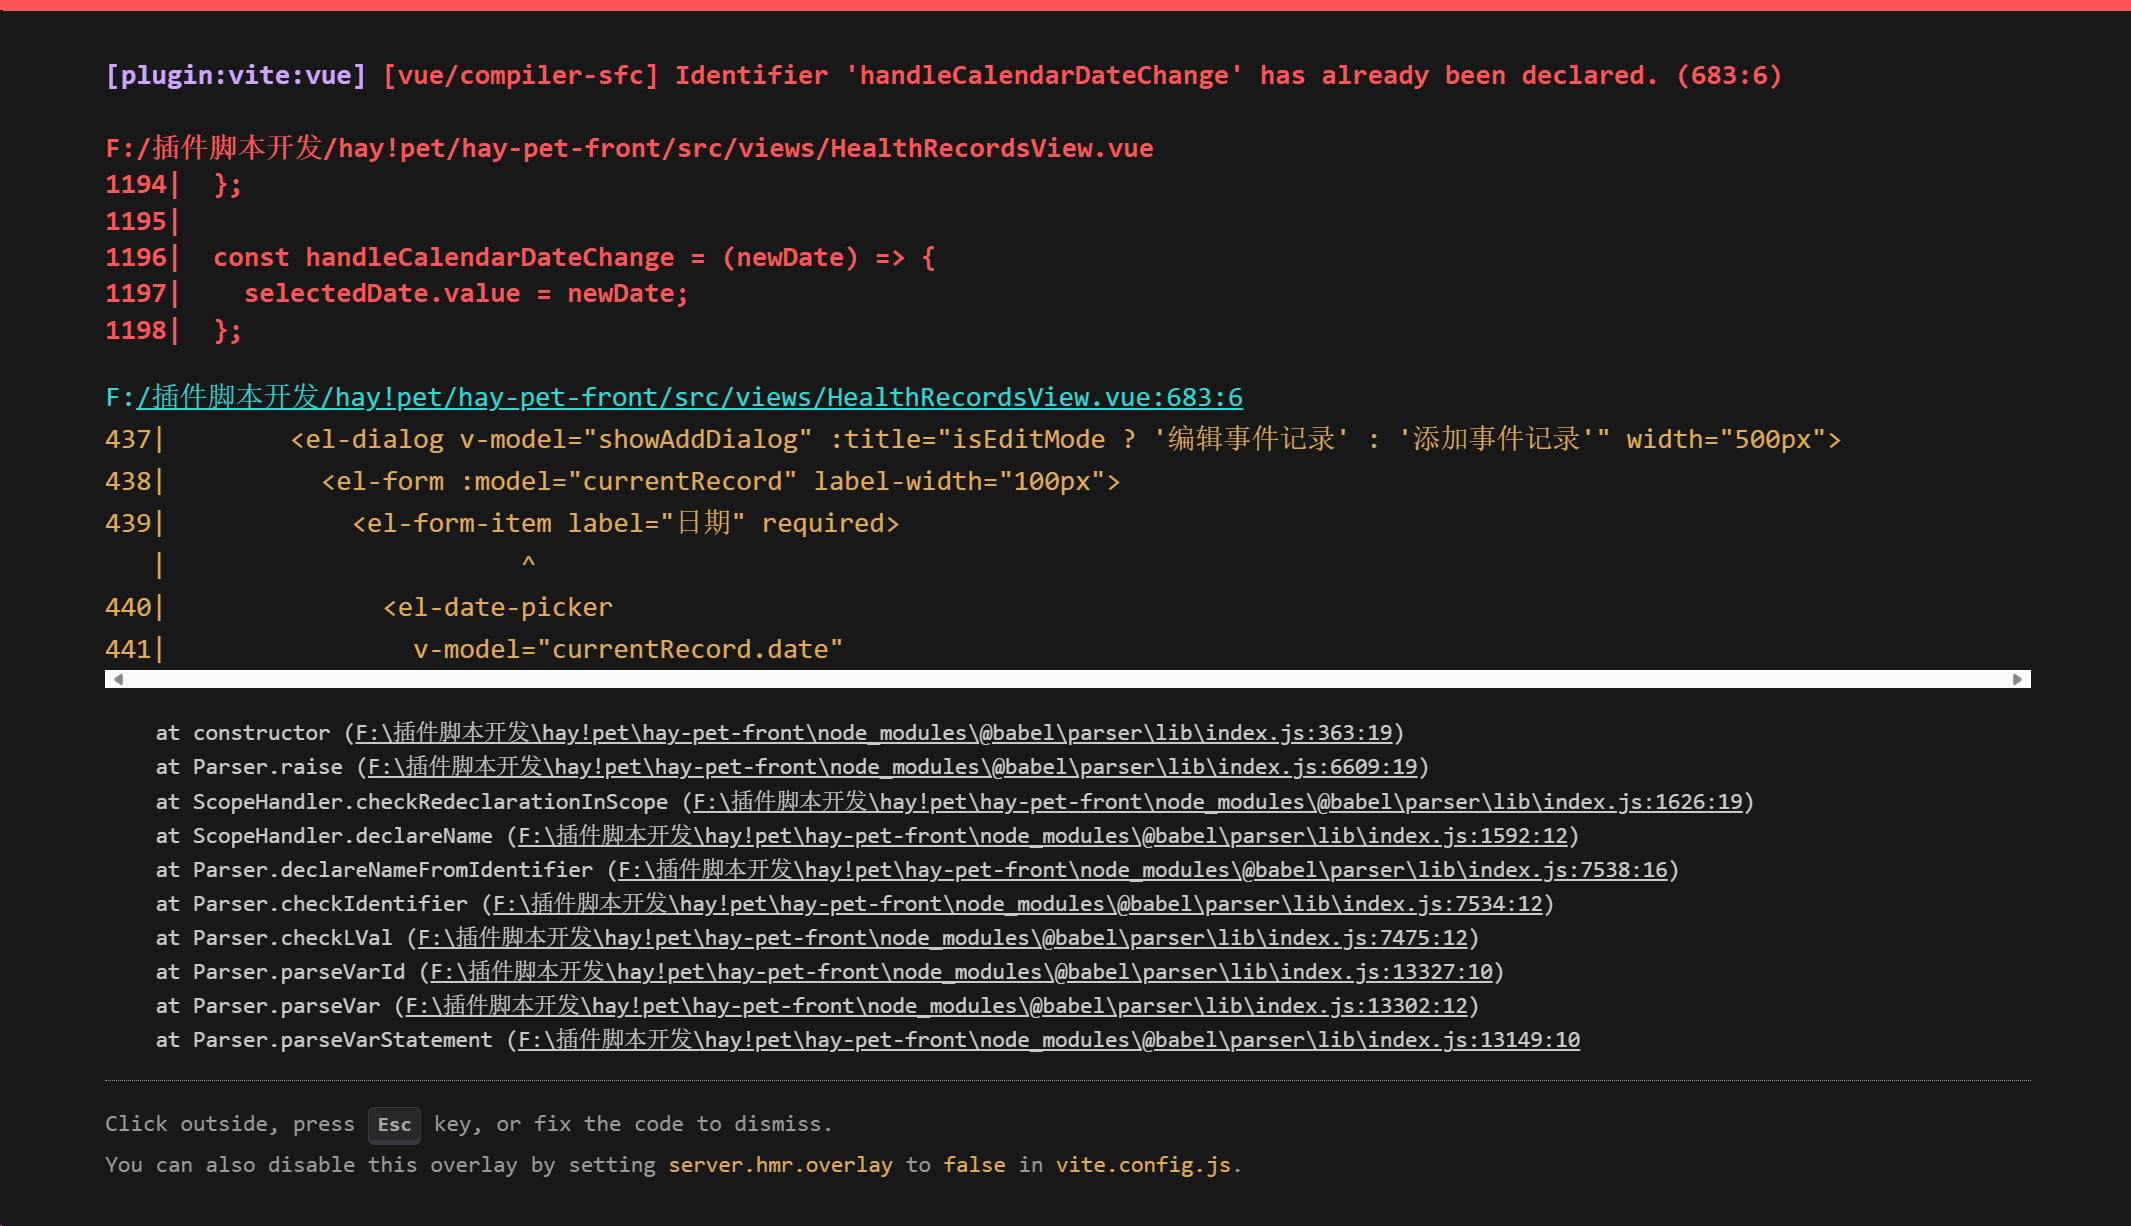 [plugin:vite:vue] [vue/compiler-sfc] Identifier 'handleCalendarDateChange' has already been declared. (683:6)
F:/插件脚本开发/hay!pet/hay-pet-front/src/views/HealthRecordsView.vue
1194|  };
1195|
1196|  const handleCalendarDateChange = (newDate) => {
1197|    selectedDate.value = newDate;
1198|  };
F:/插件脚本开发/hay!pet/hay-pet-front/src/views/HealthRecordsView.vue:683:6
437|        <el-dialog v-model="showAddDialog" :title="isEditMode ? '编辑事件记录' : '添加事件记录'" width="500px">
438|          <el-form :model="currentRecord" label-width="100px">
439|            <el-form-item label="日期" required>
   |                       ^
440|              <el-date-picker
441|                v-model="currentRecord.date"
    at constructor (F:\插件脚本开发\hay!pet\hay-pet-front\node_modules\@babel\parser\lib\index.js:363:19)
    at Parser.raise (F:\插件脚本开发\hay!pet\hay-pet-front\node_modules\@babel\parser\lib\index.js:6609:19)
    at ScopeHandler.checkRedeclarationInScope (F:\插件脚本开发\hay!pet\hay-pet-front\node_modules\@babel\parser\lib\index.js:1626:19)
    at ScopeHandler.declareName (F:\插件脚本开发\hay!pet\hay-pet-front\node_modules\@babel\parser\lib\index.js:1592:12)
    at Parser.declareNameFromIdentifier (F:\插件脚本开发\hay!pet\hay-pet-front\node_modules\@babel\parser\lib\index.js:7538:16)
    at Parser.checkIdentifier (F:\插件脚本开发\hay!pet\hay-pet-front\node_modules\@babel\parser\lib\index.js:7534:12)
    at Parser.checkLVal (F:\插件脚本开发\hay!pet\hay-pet-front\node_modules\@babel\parser\lib\index.js:7475:12)
    at Parser.parseVarId (F:\插件脚本开发\hay!pet\hay-pet-front\node_modules\@babel\parser\lib\index.js:13327:10)
    at Parser.parseVar (F:\插件脚本开发\hay!pet\hay-pet-front\node_modules\@babel\parser\lib\index.js:13302:12)
    at Parser.parseVarStatement (F:\插件脚本开发\hay!pet\hay-pet-front\node_modules\@babel\parser\lib\index.js:13149:10
Click outside, press Esc key, or fix the code to dismiss.
You can also disable this overlay by setting server.hmr.overlay to false in vite.config.js.